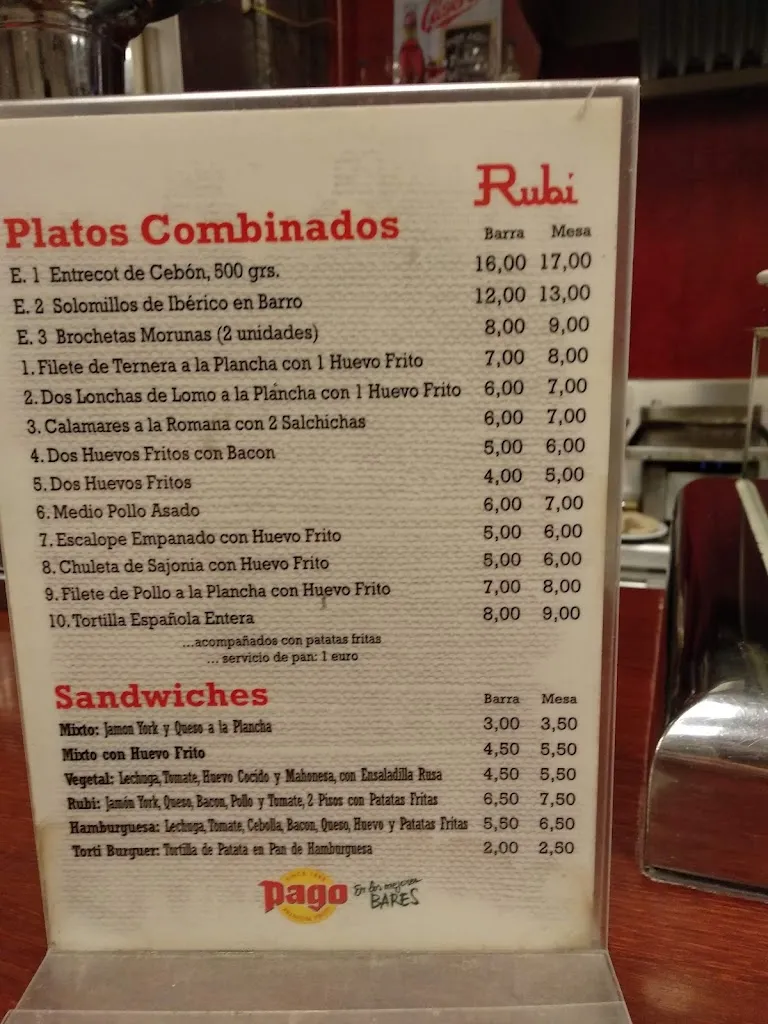 Rubi
Platos Combinados Barra Mesa
E. 1 Entrecot de Cebón, 500 grs. 16,00 17,00
E. 2 Solomillos de Ibérico en Barro 12,00 13,00
E. 3 Brochetas Morunas (2 unidades) 8,00 9,00
1. Filete de Ternera a la Plancha con 1 Huevo Frito 7,00 8,00
2. Dos Lonchas de Lomo a la Plancha con 1 Huevo Frito 6,00 7,00
3. Calamares a la Romana con 2 Salchichas 6,00 7,00
4. Dos Huevos Fritos con Bacon 5,00 6,00
5. Dos Huevos Fritos 4,00 5,00
6. Medio Pollo Asado 6,00 7,00
7. Escalope Empanado con Huevo Frito 5,00 6,00
8. Chuleta de Sajonia con Huevo Frito 5,00 6,00
9. Filete de Pollo a la Plancha con Huevo Frito 7,00 8,00
10. Tortilla Española Entera 8,00 9,00
...acompañados con patatas fritas
... servicio de pan: 1 euro
Sandwiches Barra Mesa
Mixto: Jamon York y Queso a la Plancha 3,00 3,50
Mixto con Huevo Frito 4,50 5,50
Vegetal: Lechuga, Tomate, Huevo Cocido y Mahonesa, con Ensaladilla Rusa 4,50 5,50
Rubi: Jamón York, Queso, Bacon, Pollo y Tomate, 2 Pisos con Patatas Fritas 6,50 7,50
Hamburguesa: Lechuga, Tomate, Cebolla, Bacon, Queso, Huevo y Patatas Fritas 5,50 6,50
Torti Burguer: Tortilla de Patata en Pan de Hamburguesa 2,00 2,50
Pago En los mejores
BARES